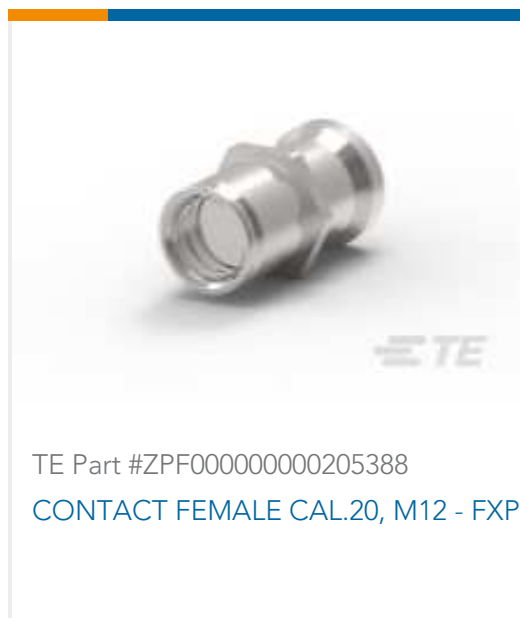 TE
TE Part #ZPF000000000205388
CONTACT FEMALE CAL.20, M12 - FXP